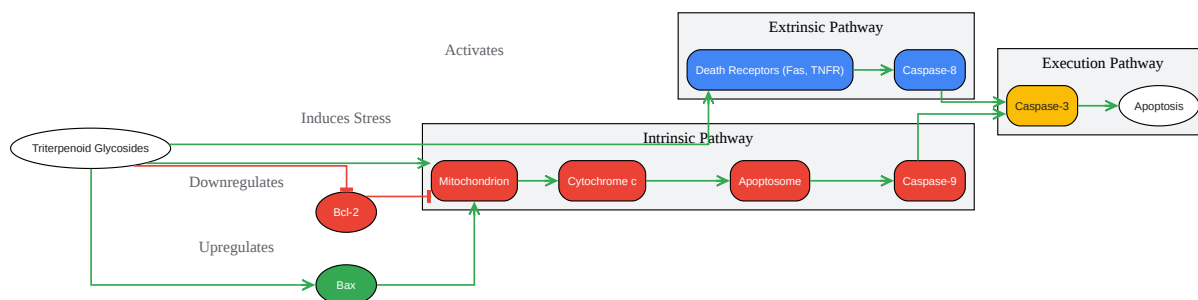 Extrinsic Pathway
Activates
Death Receptors (Fas, TNFR)
Caspase-8
Execution Pathway
Caspase-3
Apoptosis
Induces Stress
Intrinsic Pathway
Triterpenoid Glycosides
Downregulates
Mitochondrion
Cytochrome c
Apoptosome
Caspase-9
Bcl-2
Upregulates
Bax